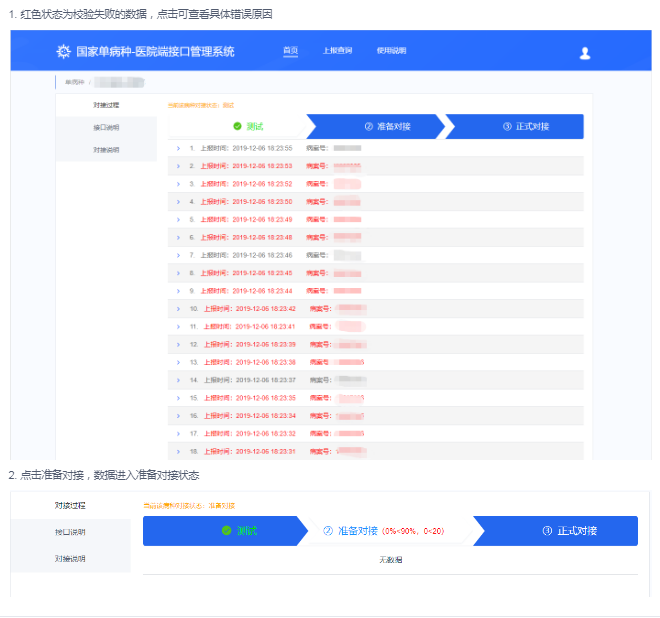 1. 红色状态为校验失败的数据，点击可查看具体错误原因
国家单病种-医院端接口管理系统 首页 上报查询 使用说明
单病种 /
对接过程
接口说明
对接说明
当前该病种对接状态：测试
测试 ② 准备对接 ③ 正式对接
1. 上报时间：2019-12-06 18:23:55 病案号：
2. 上报时间：2019-12-06 18:23:53 病案号：
3. 上报时间：2019-12-06 18:23:52 病案号：
4. 上报时间：2019-12-06 18:23:50 病案号：
5. 上报时间：2019-12-06 18:23:49 病案号：
6. 上报时间：2019-12-06 18:23:48 病案号：
7. 上报时间：2019-12-06 18:23:46 病案号：
8. 上报时间：2019-12-06 18:23:45 病案号：
9. 上报时间：2019-12-06 18:23:44 病案号：
10. 上报时间：2019-12-06 18:23:42 病案号：
11. 上报时间：2019-12-06 18:23:41 病案号：
12. 上报时间：2019-12-06 18:23:39 病案号：
13. 上报时间：2019-12-06 18:23:38 病案号：
14. 上报时间：2019-12-06 18:23:37 病案号：
15. 上报时间：2019-12-06 18:23:35 病案号：
16. 上报时间：2019-12-06 18:23:34 病案号：
17. 上报时间：2019-12-06 18:23:32 病案号：
18. 上报时间：2019-12-06 18:23:31 病案号：
2. 点击准备对接，数据进入准备对接状态
对接过程
接口说明
对接说明
当前该病种对接状态：准备对接
测试 ② 准备对接（0%<90%，0<20） ③ 正式对接
无数据